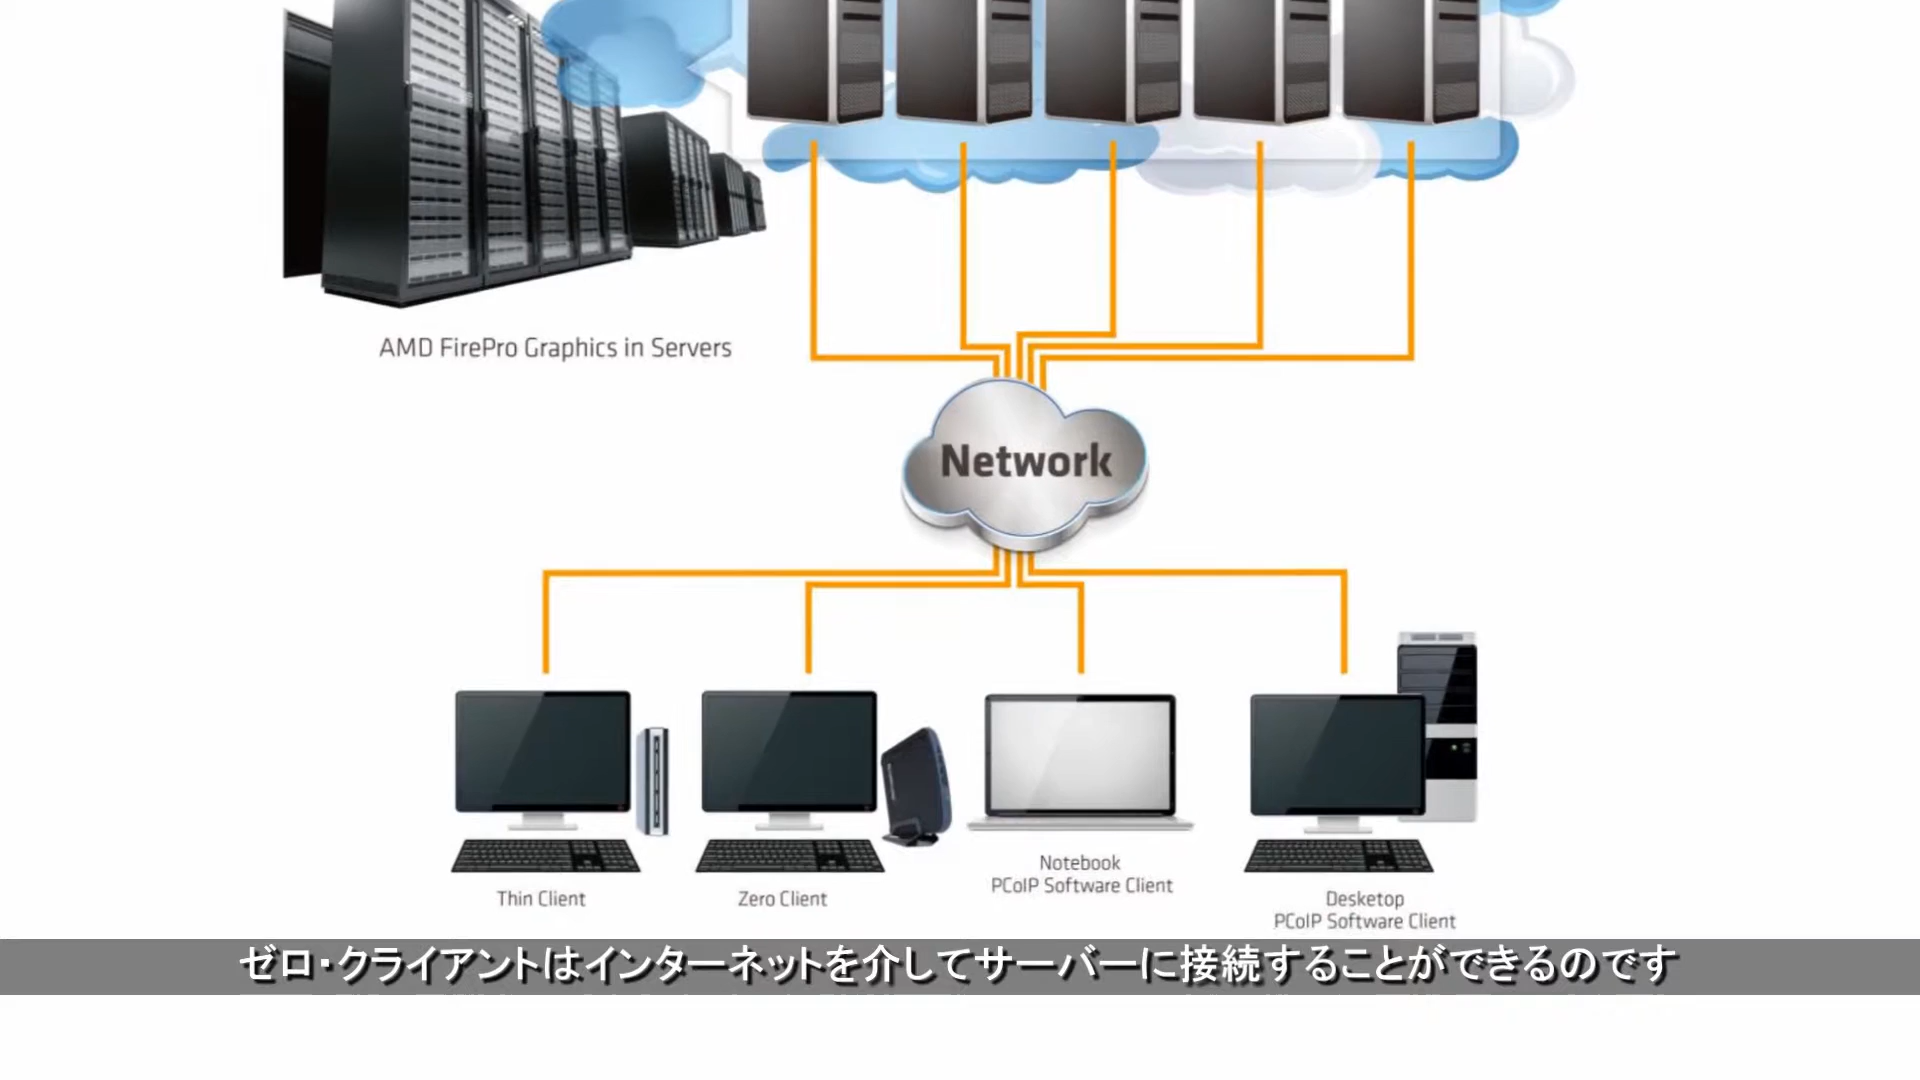 AMD FirePro Graphics in Servers
Network
Thin Client
Zero Client
Notebook
PCoIP Software Client
Desketop
PCoIP Software Client
ゼロ・クライアントはインターネットを介してサーバーに接続することができるのです